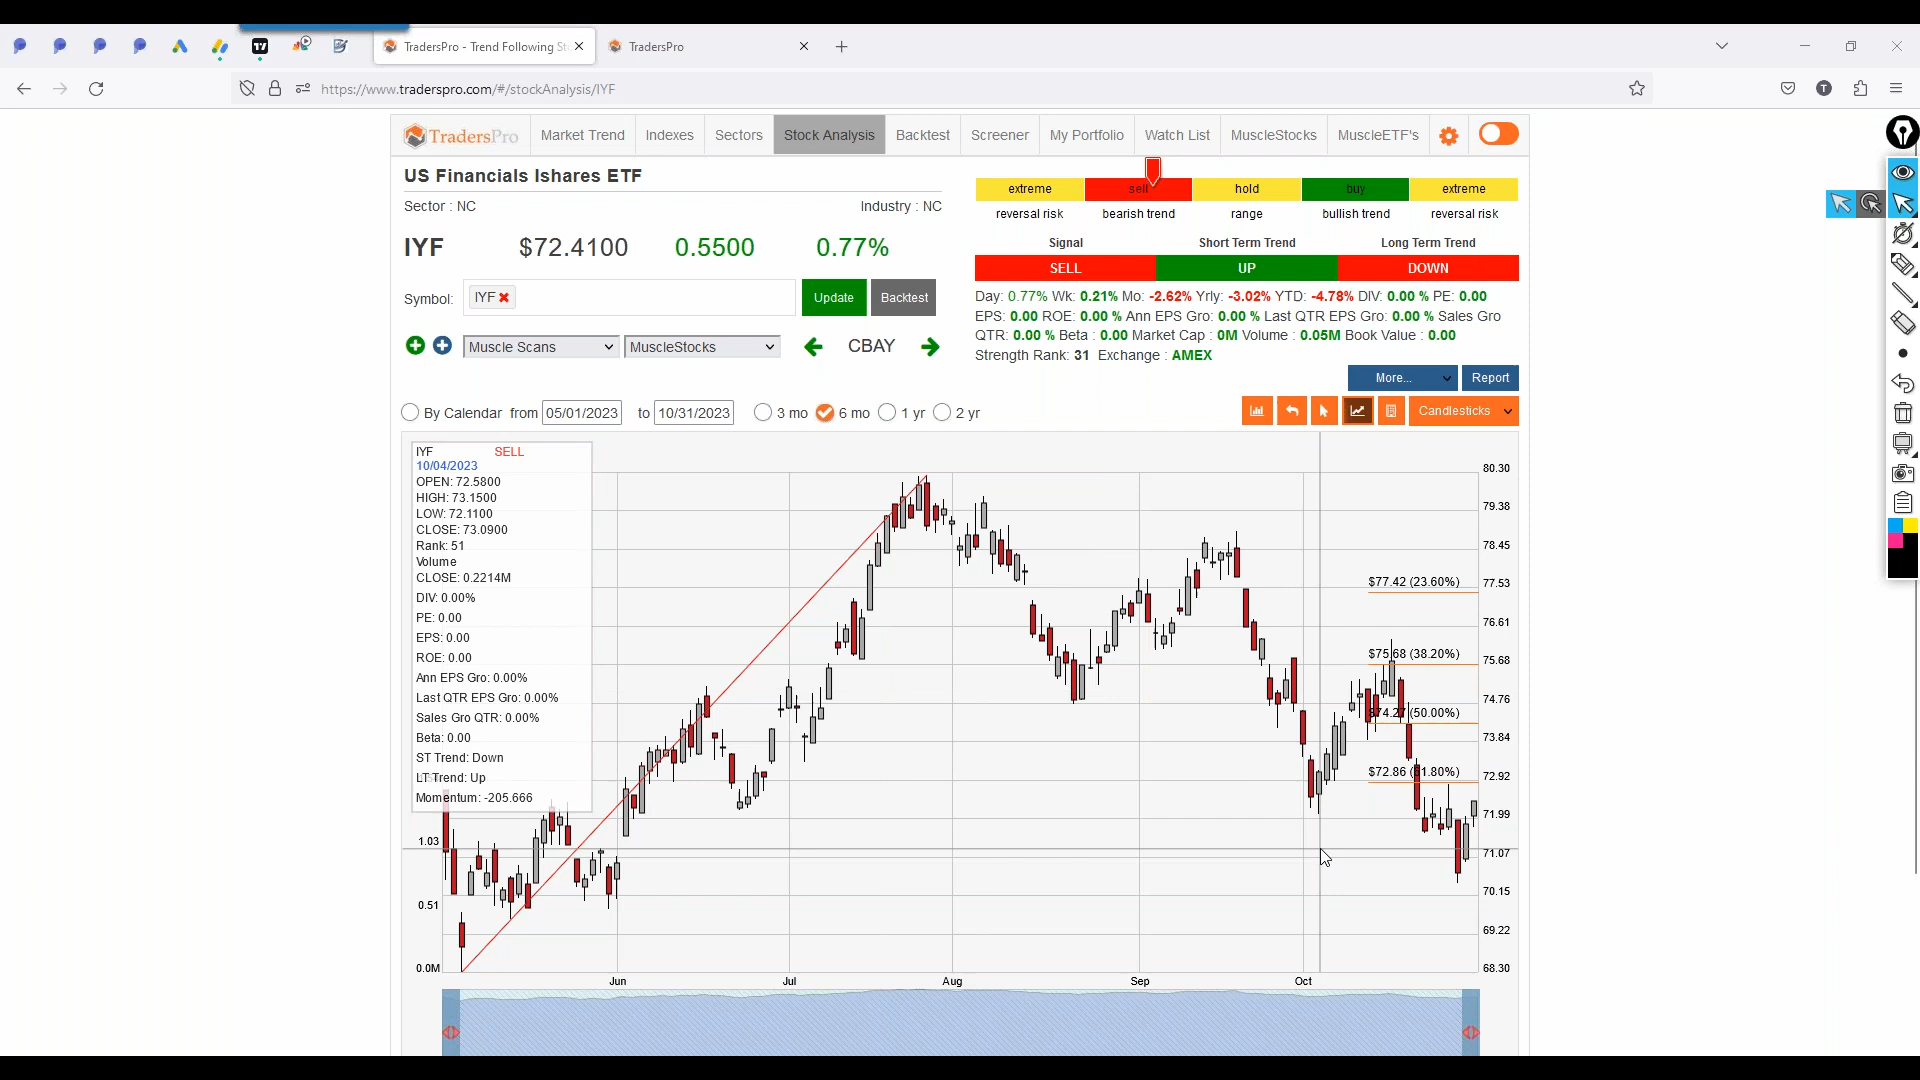 TradersPro - Trend Following St
TradersPro
https://www.traderspro.com/#/stockAnalysis/IYF
T
TradersPro Market Trend Indexes Sectors Stock Analysis Backtest Screener My Portfolio Watch List MuscleStocks MuscleETF's
US Financials Ishares ETF
Sector : NC Industry : NC
IYF $72.4100 0.5500 0.77%
Symbol: IYF Update Backtest
Muscle Scans MuscleStocks CBAY
extreme sell hold buy extreme
reversal risk bearish trend range bullish trend reversal risk
Signal Short Term Trend Long Term Trend
SELL UP DOWN
Day: 0.77% Wk: 0.21% Mo: -2.62% Yrly: -3.02% YTD: -4.78% DIV: 0.00 % PE: 0.00
EPS: 0.00 ROE: 0.00 % Ann EPS Gro: 0.00 % Last QTR EPS Gro: 0.00 % Sales Gro
QTR: 0.00 % Beta : 0.00 Market Cap : 0M Volume : 0.05M Book Value : 0.00
Strength Rank: 31 Exchange : AMEX
More... Report
By Calendar from 05/01/2023 to 10/31/2023 3 mo 6 mo 1 yr 2 yr
Candlesticks
IYF SELL
10/04/2023
OPEN: 72.5800
HIGH: 73.1500
LOW: 72.1100
CLOSE: 73.0900
Rank: 51
Volume
CLOSE: 0.2214M
DIV: 0.00%
PE: 0.00
EPS: 0.00
ROE: 0.00
Ann EPS Gro: 0.00%
Last QTR EPS Gro: 0.00%
Sales Gro QTR: 0.00%
Beta: 0.00
ST Trend: Down
LT Trend: Up
Momentum: -205.666
1.03
0.51
0.0M
$77.42 (23.60%)
$75.68 (38.20%)
$74.27 (50.00%)
$72.86 (61.80%)
80.30
79.38
78.45
77.53
76.61
75.68
74.76
73.84
72.92
71.99
71.07
70.15
69.22
68.30
Jun Jul Aug Sep Oct